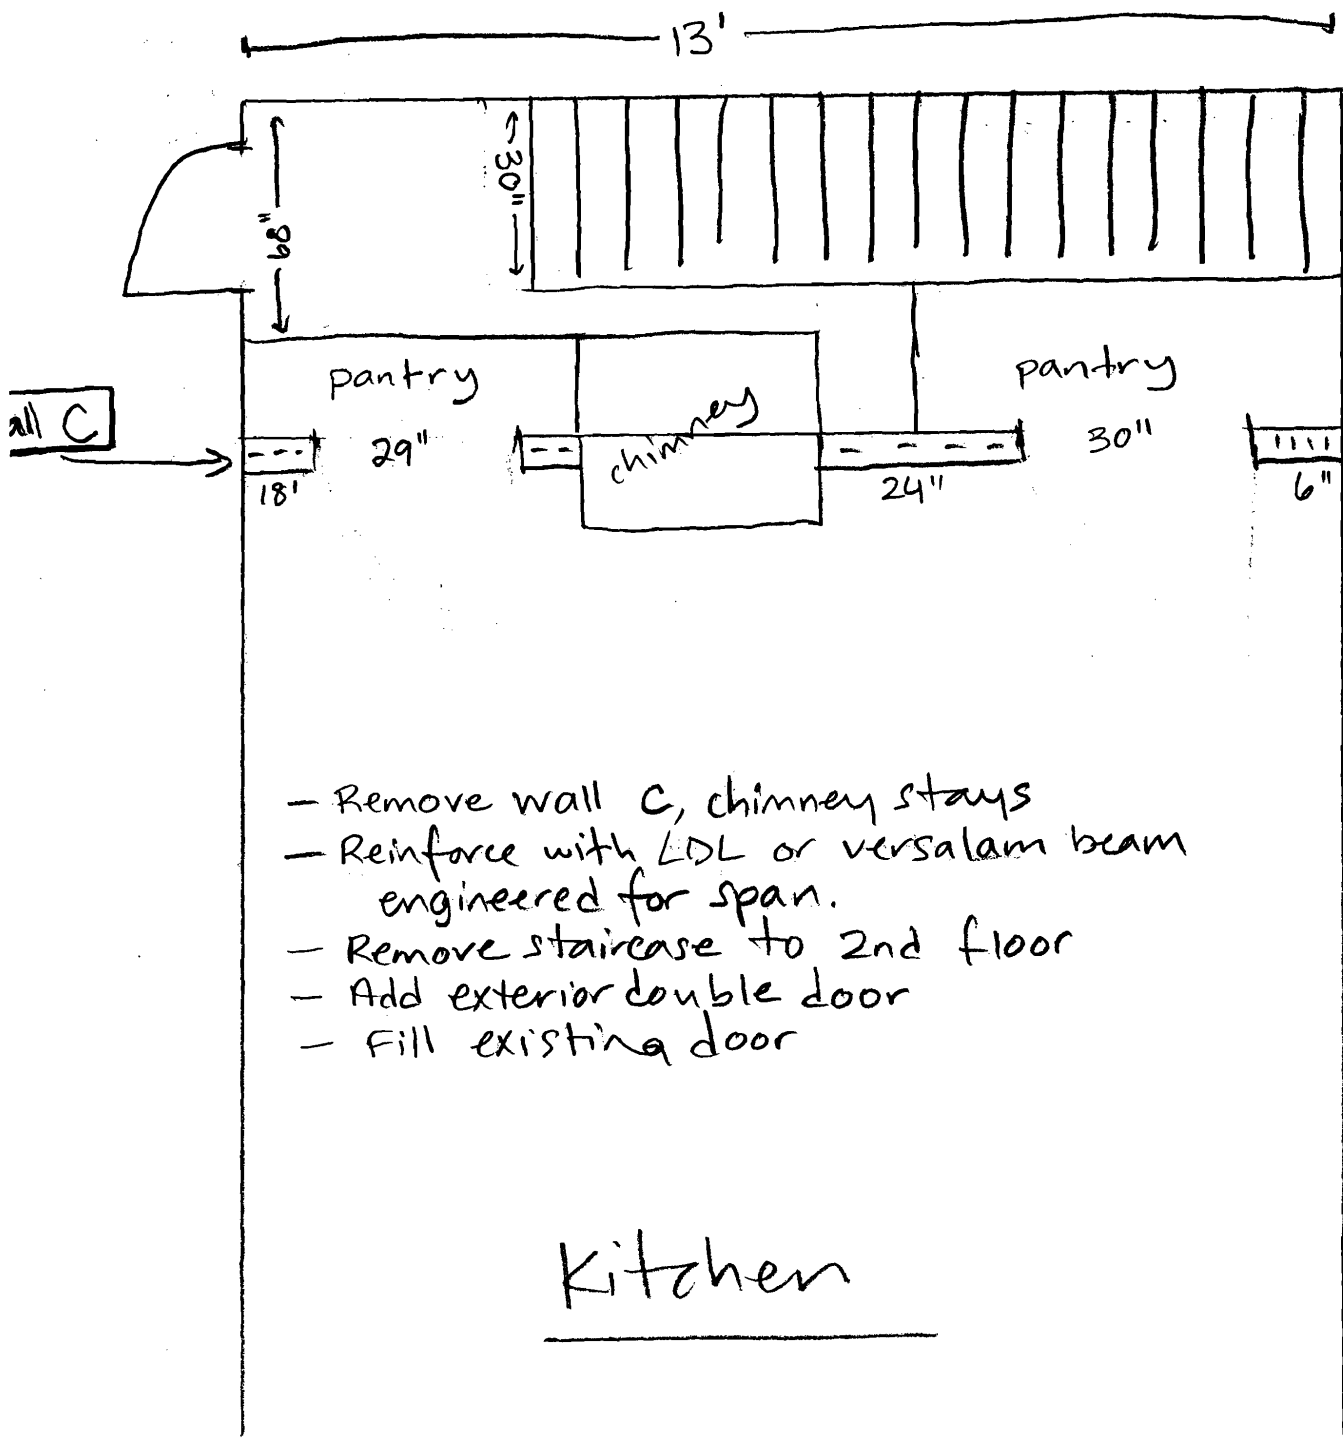 13'
30"
68"
pantry
pantry
all C
29"
chimney
30"
18'
24"
6"
- Remove wall C, chimney stays
- Reinforce with LDL or versalam beam
engineered for span.
- Remove staircase to 2nd floor
- Add exterior double door
- Fill existing door
Kitchen